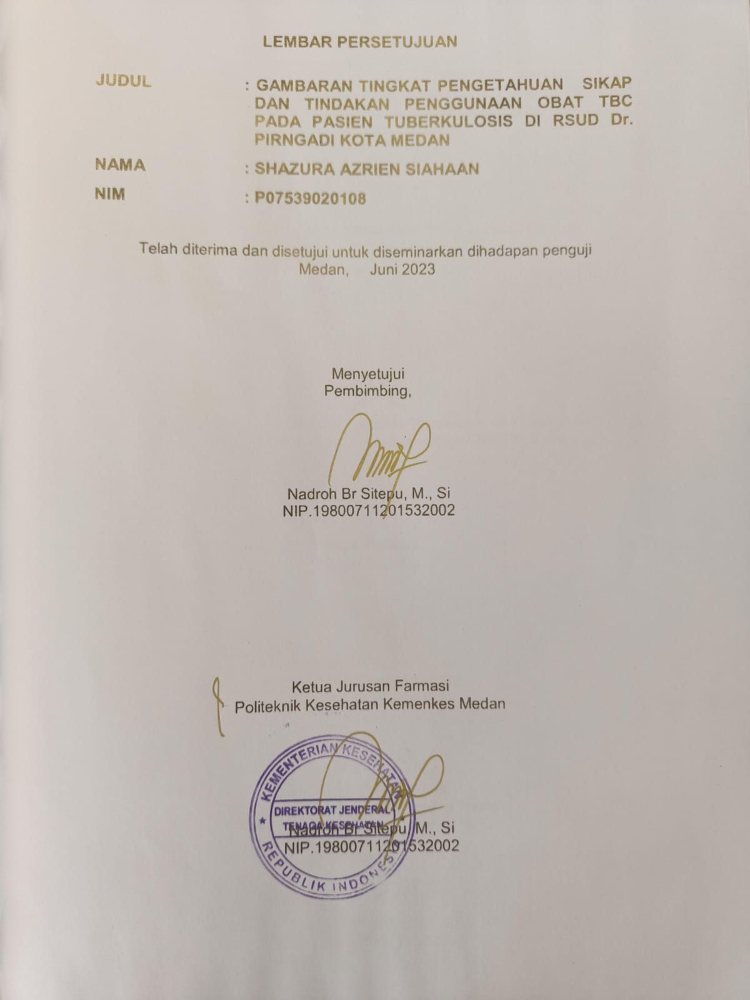 LEMBAR PERSETUJUAN
JUDUL : GAMBARAN TINGKAT PENGETAHUAN SIKAP
DAN TINDAKAN PENGGUNAAN OBAT TBC
PADA PASIEN TUBERKULOSIS DI RSUD Dr.
PIRNGADI KOTA MEDAN
NAMA : SHAZURA AZRIEN SIAHAAN
NIM : P07539020108
Telah diterima dan disetujui untuk diseminarkan dihadapan penguji
Medan, Juni 2023
Menyetujui
Pembimbing,
Nadroh Br Sitepu, M., Si
NIP.19800711201532002
Ketua Jurusan Farmasi
Politeknik Kesehatan Kemenkes Medan
KEMENTERIAN KESEHATAN
DIREKTORAT JENDERAL
TENAGA KESEHATAN
Nadroh Br Sitepu, M., Si
NIP.19800711201532002
REPUBLIK INDONESIA